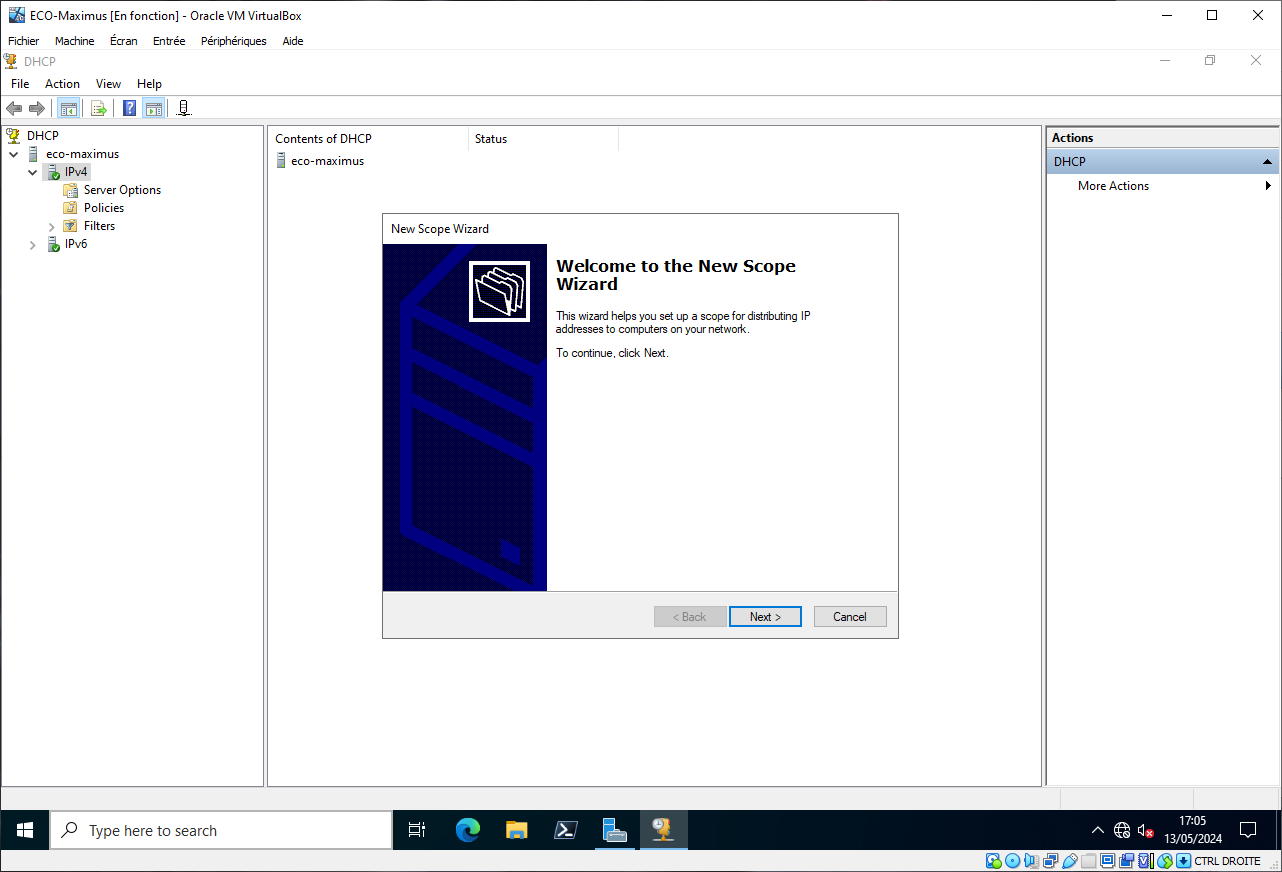 ECO-Maximus [En fonction] - Oracle VM VirtualBox
Fichier Machine Écran Entrée Périphériques Aide
DHCP
File Action View Help
DHCP
eco-maximus
IPv4
Server Options
Policies
Filters
IPv6
Contents of DHCP Status
eco-maximus
Actions
DHCP
More Actions
New Scope Wizard
Welcome to the New Scope
Wizard
This wizard helps you set up a scope for distributing IP
addresses to computers on your network.
To continue, click Next.
< Back Next > Cancel
Type here to search
17:05
13/05/2024
CTRL DROITE